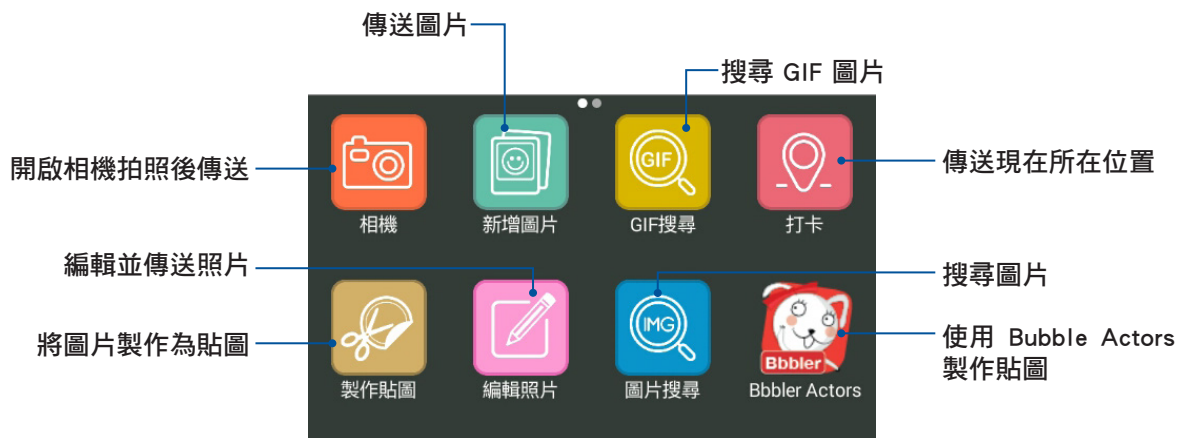 傳送圖片
搜尋 GIF 圖片
開啟相機拍照後傳送
GIF
傳送現在所在位置
相機
新增圖片
GIF搜尋
打卡
編輯並傳送照片
搜尋圖片
將圖片製作為貼圖
IMG
Bbbler
使用 Bubble Actors
製作貼圖
製作貼圖
編輯照片
圖片搜尋
Bbbler Actors